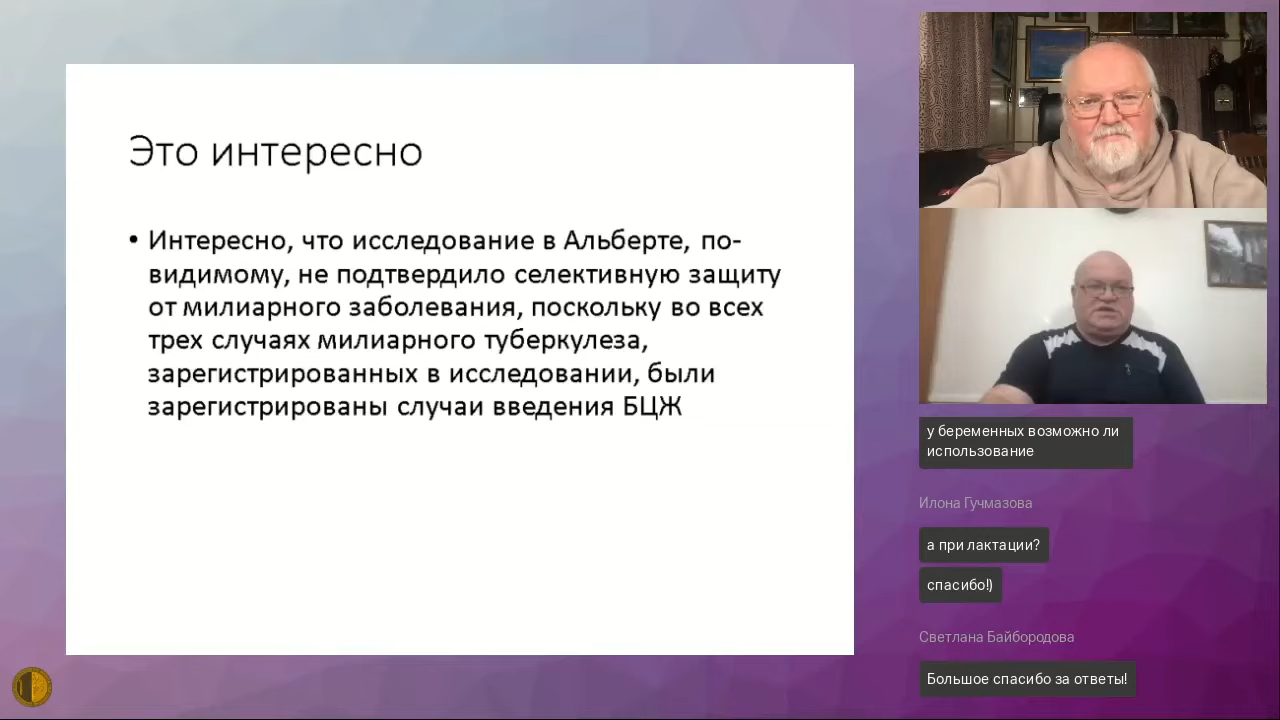 Это интересно
• Интересно, что исследование в Альберте, по-
видимому, не подтвердило селективную защиту
от милиарного заболевания, поскольку во всех
трех случаях милиарного туберкулеза,
зарегистрированных в исследовании, были
зарегистрированы случаи введения БЦЖ
у беременных возможно ли
использование
Илона Гучмазова
а при лактации?
спасибо!)
Светлана Байбородова
Большое спасибо за ответы!